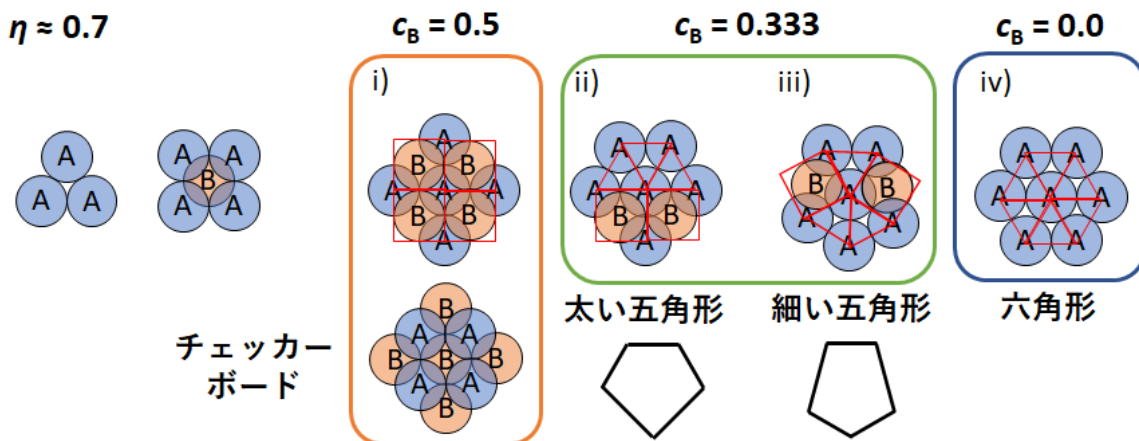 η ≈ 0.7
c_B = 0.5
c_B = 0.333
c_B = 0.0
i)
ii)
iii)
iv)
A
A A
A A
B
A A
A
B B
A A A
B B
A
A A
A A A
B B
A
A A
B A B
A A
A
A A
A A A
A A
B
A A
B B B
A A
B
チェッカー
ボード
太い五角形
細い五角形
六角形